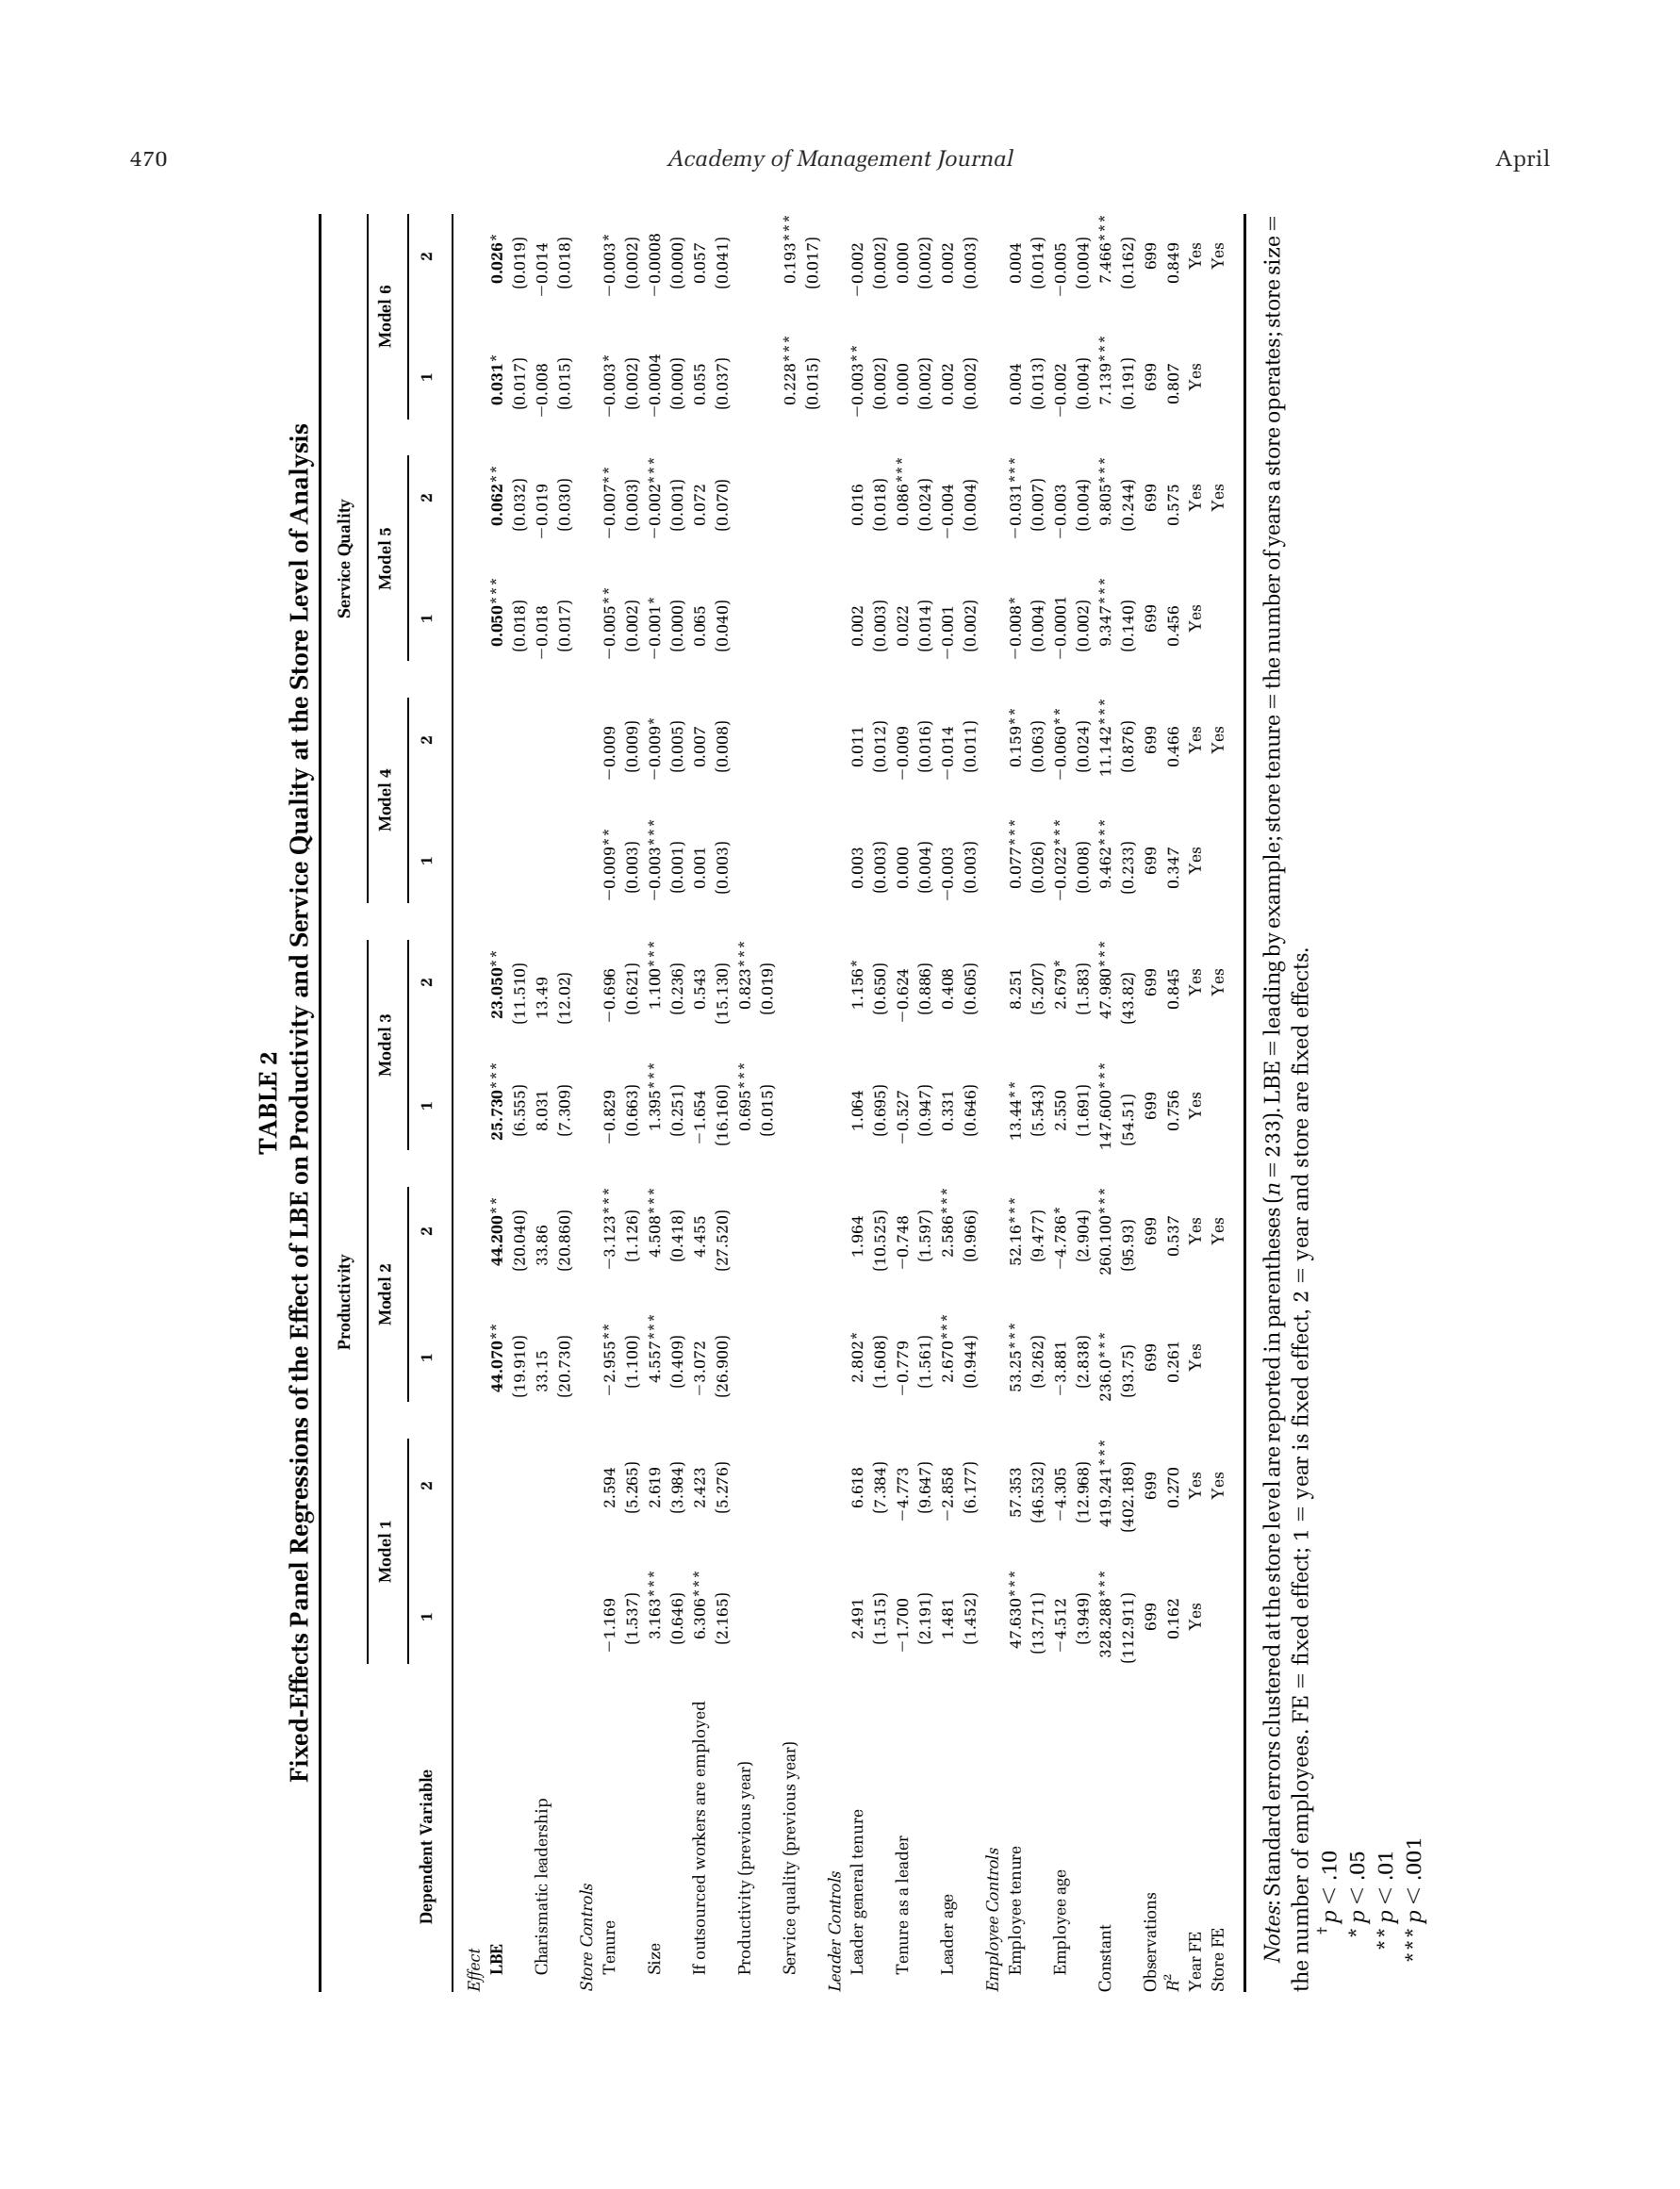 470
TABLE 2
Fixed-Effects Panel Regressions of the Effect of LBE on Productivity and Service Quality at the Store Level of Analysis
Productivity Service Quality
Model 1 Model 2 Model 3 Model 4 Model 5 Model 6
Dependent Variable 1 2 1 2 1 2 1 2 1 2 1 2
Effect
LBE 44.070** 44.200** 25.730*** 23.050** 0.050*** 0.062** 0.031* 0.026*
(19.910) (20.040) (6.555) (11.510) (0.018) (0.032) (0.017) (0.019)
Charismatic leadership 33.15 33.86 8.031 13.49 −0.018 −0.019 −0.008 −0.014
(20.730) (20.860) (7.309) (12.02) (0.017) (0.030) (0.015) (0.018)
Store Controls
Tenure −1.169 2.594 −2.955** −3.123*** −0.829 −0.696 −0.009** −0.009 −0.005** −0.007** −0.003* −0.003*
(1.537) (5.265) (1.100) (1.126) (0.663) (0.621) (0.003) (0.009) (0.002) (0.003) (0.002) (0.002)
Size 3.163*** 2.619 4.557*** 4.508*** 1.395*** 1.100*** −0.003*** −0.009* −0.001* −0.002*** −0.0004 −0.0008
(0.646) (3.984) (0.409) (0.418) (0.251) (0.236) (0.001) (0.005) (0.000) (0.001) (0.000) (0.000)
If outsourced workers are employed 6.306*** 2.423 −3.072 4.455 −1.654 0.543 0.001 0.007 0.065 0.072 0.055 0.057
(2.165) (5.276) (26.900) (27.520) (16.160) (15.130) (0.003) (0.008) (0.040) (0.070) (0.037) (0.041)
Productivity (previous year) 0.695*** 0.823***
(0.015) (0.019)
Service quality (previous year) 0.228*** 0.193***
(0.015) (0.017)
Leader Controls
Leader general tenure 2.491 6.618 2.802* 1.964 1.064 1.156* 0.003 0.011 0.002 0.016 −0.003** −0.002
(1.515) (7.384) (1.608) (10.525) (0.695) (0.650) (0.003) (0.012) (0.003) (0.018) (0.002) (0.002)
Tenure as a leader −1.700 −4.773 −0.779 −0.748 −0.527 −0.624 0.000 −0.009 0.022 0.086*** 0.000 0.000
(2.191) (9.647) (1.561) (1.597) (0.947) (0.886) (0.004) (0.016) (0.014) (0.024) (0.002) (0.002)
Leader age 1.481 −2.858 2.670*** 2.586*** 0.331 0.408 −0.003 −0.014 −0.001 −0.004 0.002 0.002
(1.452) (6.177) (0.944) (0.966) (0.646) (0.605) (0.003) (0.011) (0.002) (0.004) (0.002) (0.003)
Employee Controls
Employee tenure 47.630*** 57.353 53.25*** 52.16*** 13.44** 8.251 0.077*** 0.159** −0.008* −0.031*** 0.004 0.004
(13.711) (46.532) (9.262) (9.477) (5.543) (5.207) (0.026) (0.063) (0.004) (0.007) (0.013) (0.014)
Employee age −4.512 −4.305 −3.881 −4.786* 2.550 2.679* −0.022*** −0.060** −0.0001 −0.003 −0.002 −0.005
(3.949) (12.968) (2.838) (2.904) (1.691) (1.583) (0.008) (0.024) (0.002) (0.004) (0.004) (0.004)
Constant 328.288*** 419.241*** 236.0*** 260.100*** 147.600*** 47.980*** 9.462*** 11.142*** 9.347*** 9.805*** 7.139*** 7.466***
(112.911) (402.189) (93.75) (95.93) (54.51) (43.82) (0.233) (0.876) (0.140) (0.244) (0.191) (0.162)
Observations 699 699 699 699 699 699 699 699 699 699 699 699
R² 0.162 0.270 0.261 0.537 0.756 0.845 0.347 0.466 0.456 0.575 0.807 0.849
Year FE Yes Yes Yes Yes Yes Yes Yes Yes Yes Yes Yes Yes
Store FE Yes Yes Yes Yes Yes Yes
Notes: Standard errors clustered at the store level are reported in parentheses (n = 233). LBE = leading by example; store tenure = the number of years a store operates; store size =
the number of employees. FE = fixed effect; 1 = year is fixed effect, 2 = year and store are fixed effects.
† p < .10
* p < .05
** p < .01
*** p < .001
Academy of Management Journal
April